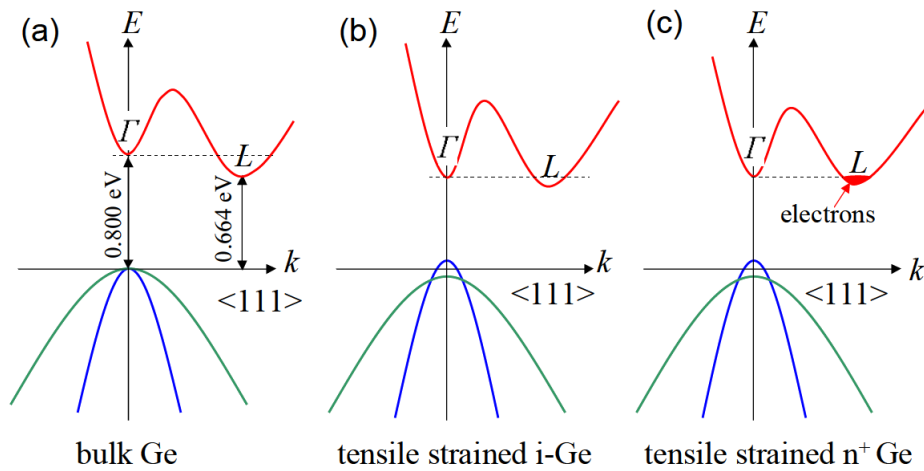 (a)
E
Γ
L
0.800 eV
0.664 eV
k
<111>
bulk Ge
(b)
E
Γ
L
k
<111>
tensile strained i-Ge
(c)
E
Γ
L
electrons
k
<111>
tensile strained n⁺ Ge